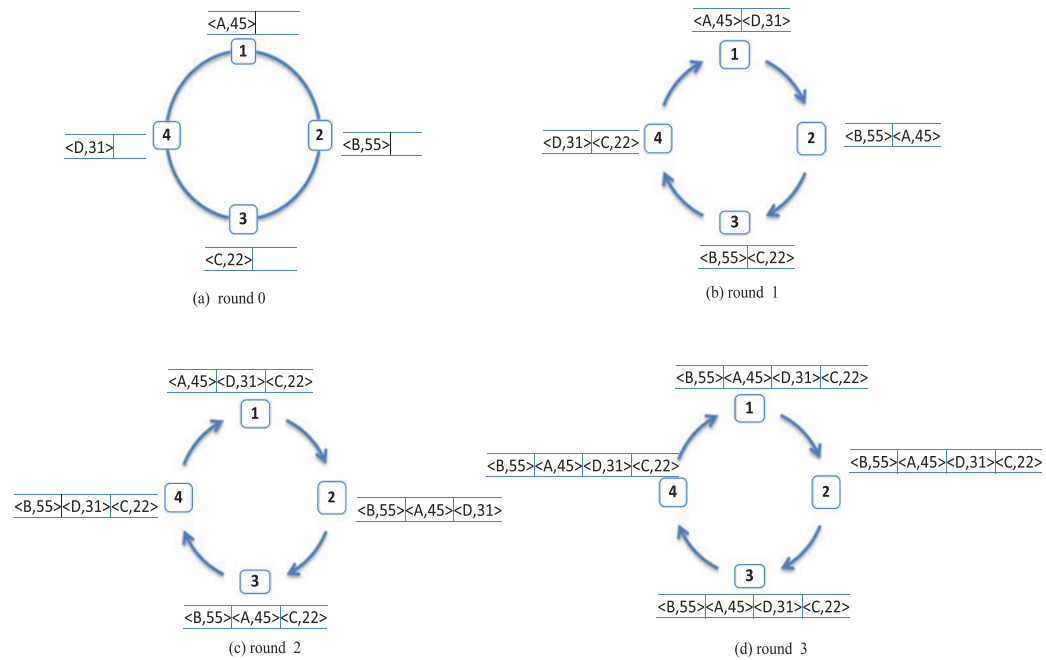 <A,45>
1
4
2
<D,31>
<B,55>
3
<C,22>
(a) round 0
<A,45><D,31>
1
4
2
<D,31><C,22>
<B,55><A,45>
3
<B,55><C,22>
(b) round 1
<A,45><D,31><C,22>
1
4
2
<B,55><D,31><C,22>
<B,55><A,45><D,31>
3
<B,55><A,45><C,22>
(c) round 2
<B,55><A,45><D,31><C,22>
1
<B,55><A,45><D,31><C,22>
<B,55><A,45><D,31><C,22>
4
2
3
<B,55><A,45><D,31><C,22>
(d) round 3